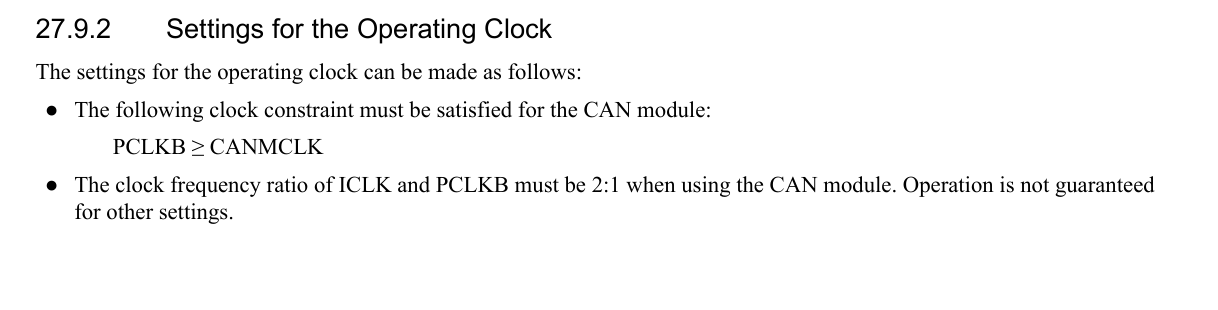 27.9.2 Settings for the Operating Clock
The settings for the operating clock can be made as follows:
● The following clock constraint must be satisfied for the CAN module:
PCLKB ≥ CANMCLK
● The clock frequency ratio of ICLK and PCLKB must be 2:1 when using the CAN module. Operation is not guaranteed
for other settings.